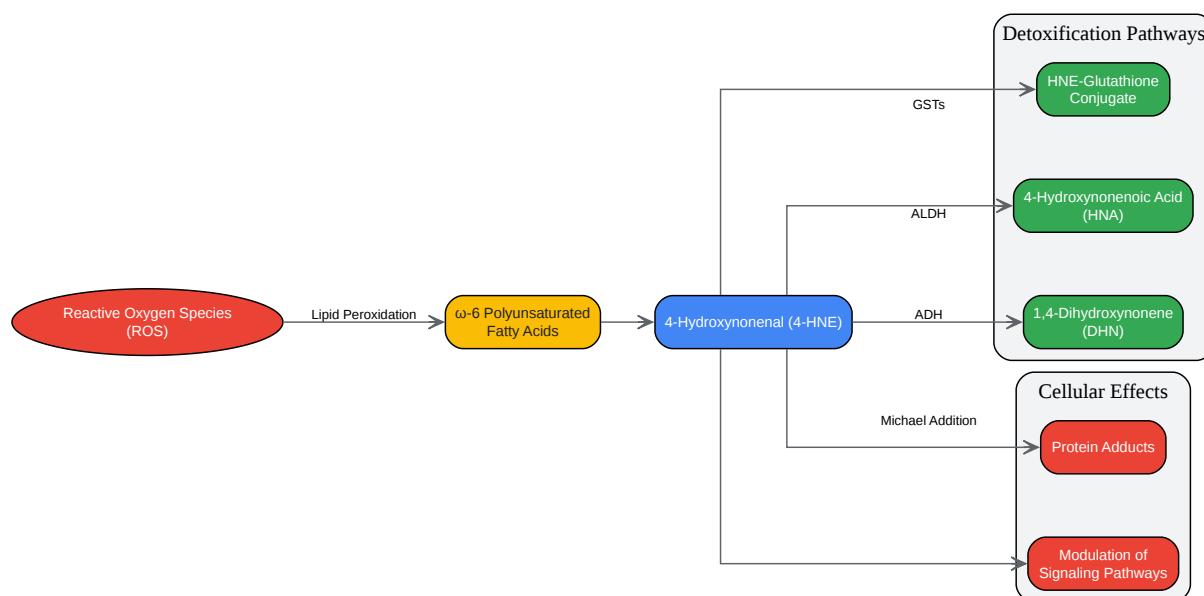 Detoxification Pathways
HNE-Glutathione
Conjugate
GSTs
4-Hydroxynonenoic Acid
(HNA)
ALDH
Reactive Oxygen Species
(ROS)
Lipid Peroxidation
ω-6 Polyunsaturated
Fatty Acids
4-Hydroxynonenal (4-HNE)
ADH
1,4-Dihydroxynonene
(DHN)
Cellular Effects
Michael Addition
Protein Adducts
Modulation of
Signaling Pathways